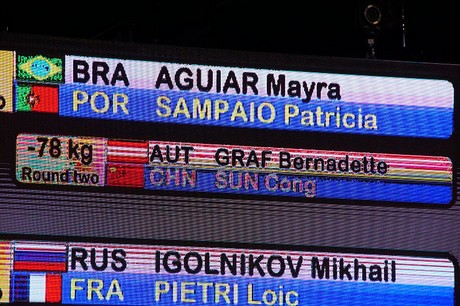 BRA AGUIAR Mayra
POR SAMPAIO Patricia
-78 kg AUT GRAF Bernadette
Round two CHN SUN Cong
RUS IGOLNIKOV Mikhail
FRA PIETRI Loic